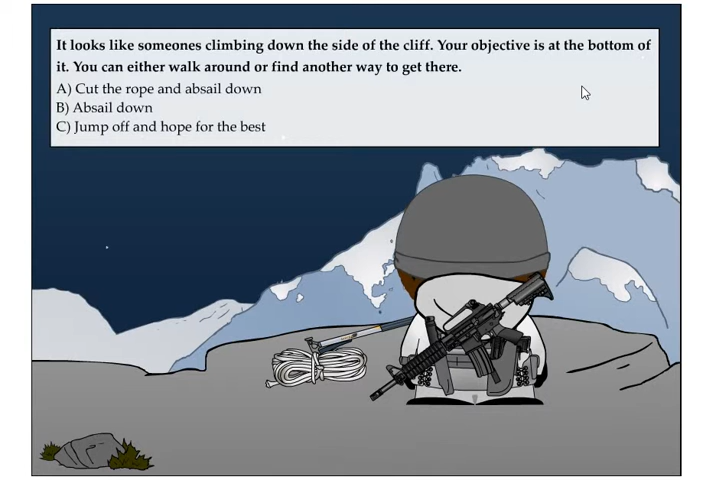 It looks like someones climbing down the side of the cliff. Your objective is at the bottom of
it. You can either walk around or find another way to get there.
A) Cut the rope and absail down
B) Absail down
C) Jump off and hope for the best